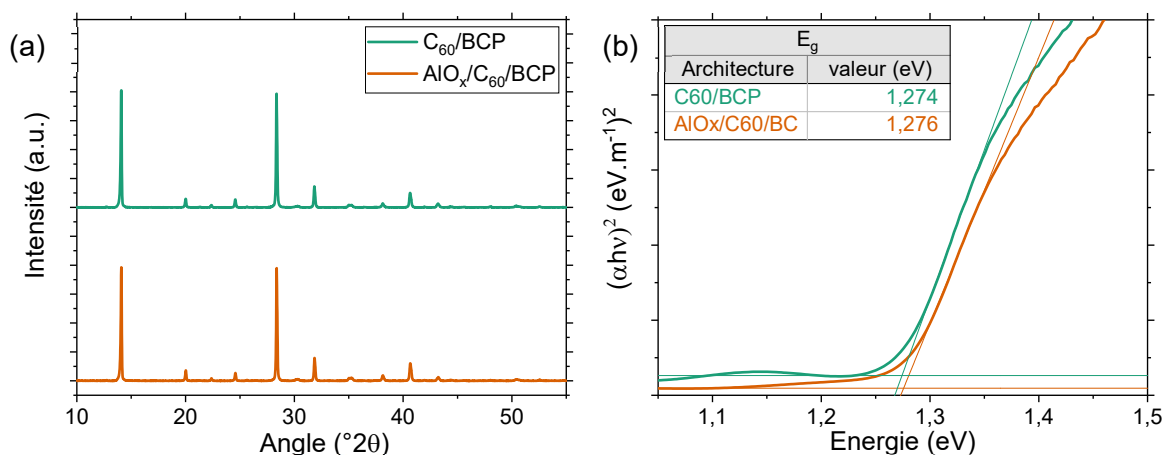 (a)
C60/BCP
AlOx/C60/BCP
Intensité (a.u.)
10 20 30 40 50
Angle (°2θ)
(b)
Eg
Architecture valeur (eV)
C60/BCP 1,274
AlOx/C60/BC 1,276
(αhν)2 (eV.m-1)2
1,1 1,2 1,3 1,4 1,5
Energie (eV)